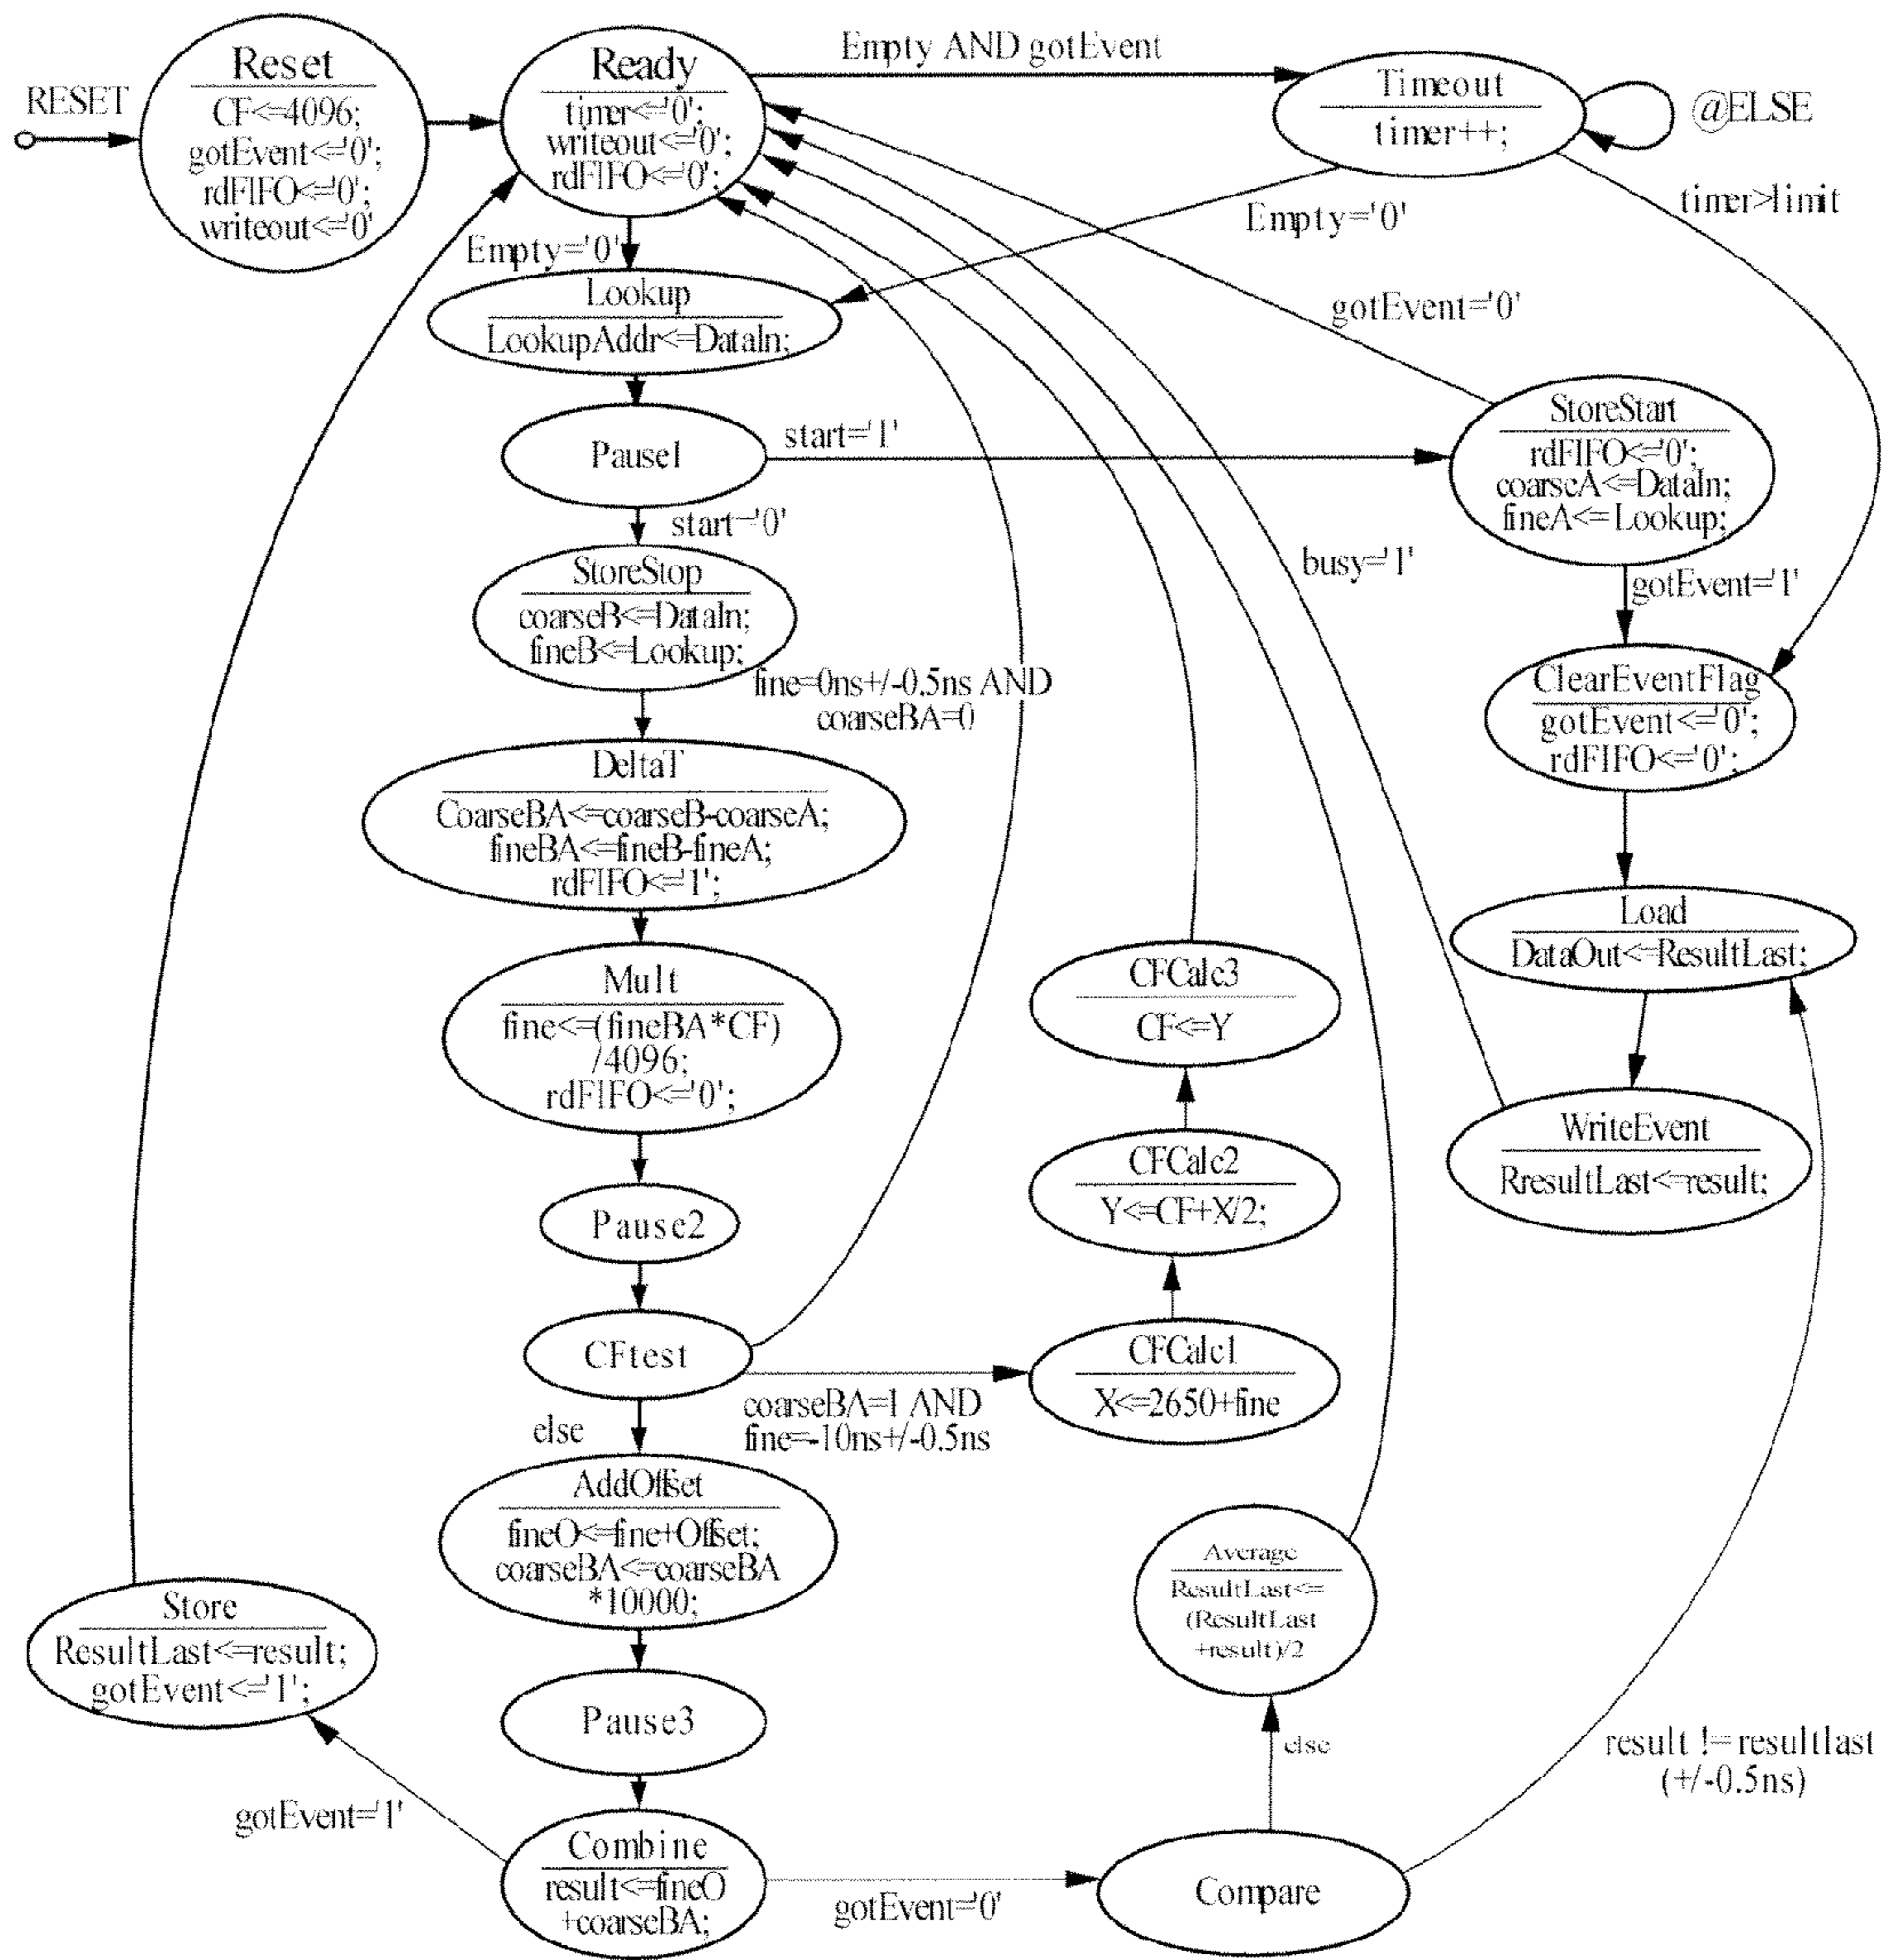 RESET
Reset
CF<=4096;
gotEvent<='0';
rdFIFO<='0';
writeout<='0'
Ready
timer<='0';
writeout<='0';
rdFIFO<='0';
Empty AND gotEvent
Timeout
timer++;
@ELSE
timer>limit
Empty='0'
Empty='0'
Lookup
LookupAddr<=DataIn;
gotEvent='0'
Pause1
start='1'
StoreStart
rdFIFO<='0';
coarseA<=DataIn;
fineA<=Lookup;
start='0'
StoreStop
coarseB<=DataIn;
fineB<=Lookup;
busy='1'
gotEvent='1'
fine=0ns+/-0.5ns AND
coarseBA=0
ClearEventFlag
gotEvent<='0';
rdFIFO<='0';
DeltaT
CoarseBA<=coarseB-coarseA;
fineBA<=fineB-fineA;
rdFIFO<='1';
Load
DataOut<=ResultLast;
Mult
fine<=(fineBA*CF)
/4096;
rdFIFO<='0';
CFCalc3
CF<=Y
WriteEvent
RresultLast<=result;
CFCalc2
Y<=CF+X/2;
Pause2
CFtest
CFCalc1
X<=2650+fine
coarseBA=1 AND
fine=-10ns+/-0.5ns
else
AddOffset
fineO<=fine+Offset;
coarseBA<=coarseBA
*10000;
Average
ResultLast<=
(ResultLast
+result)/2
Store
ResultLast<=result;
gotEvent<='1';
Pause3
else
result != resultlast
(+/-0.5ns)
gotEvent='1'
Combine
result<=fineO
+coarseBA;
gotEvent='0'
Compare